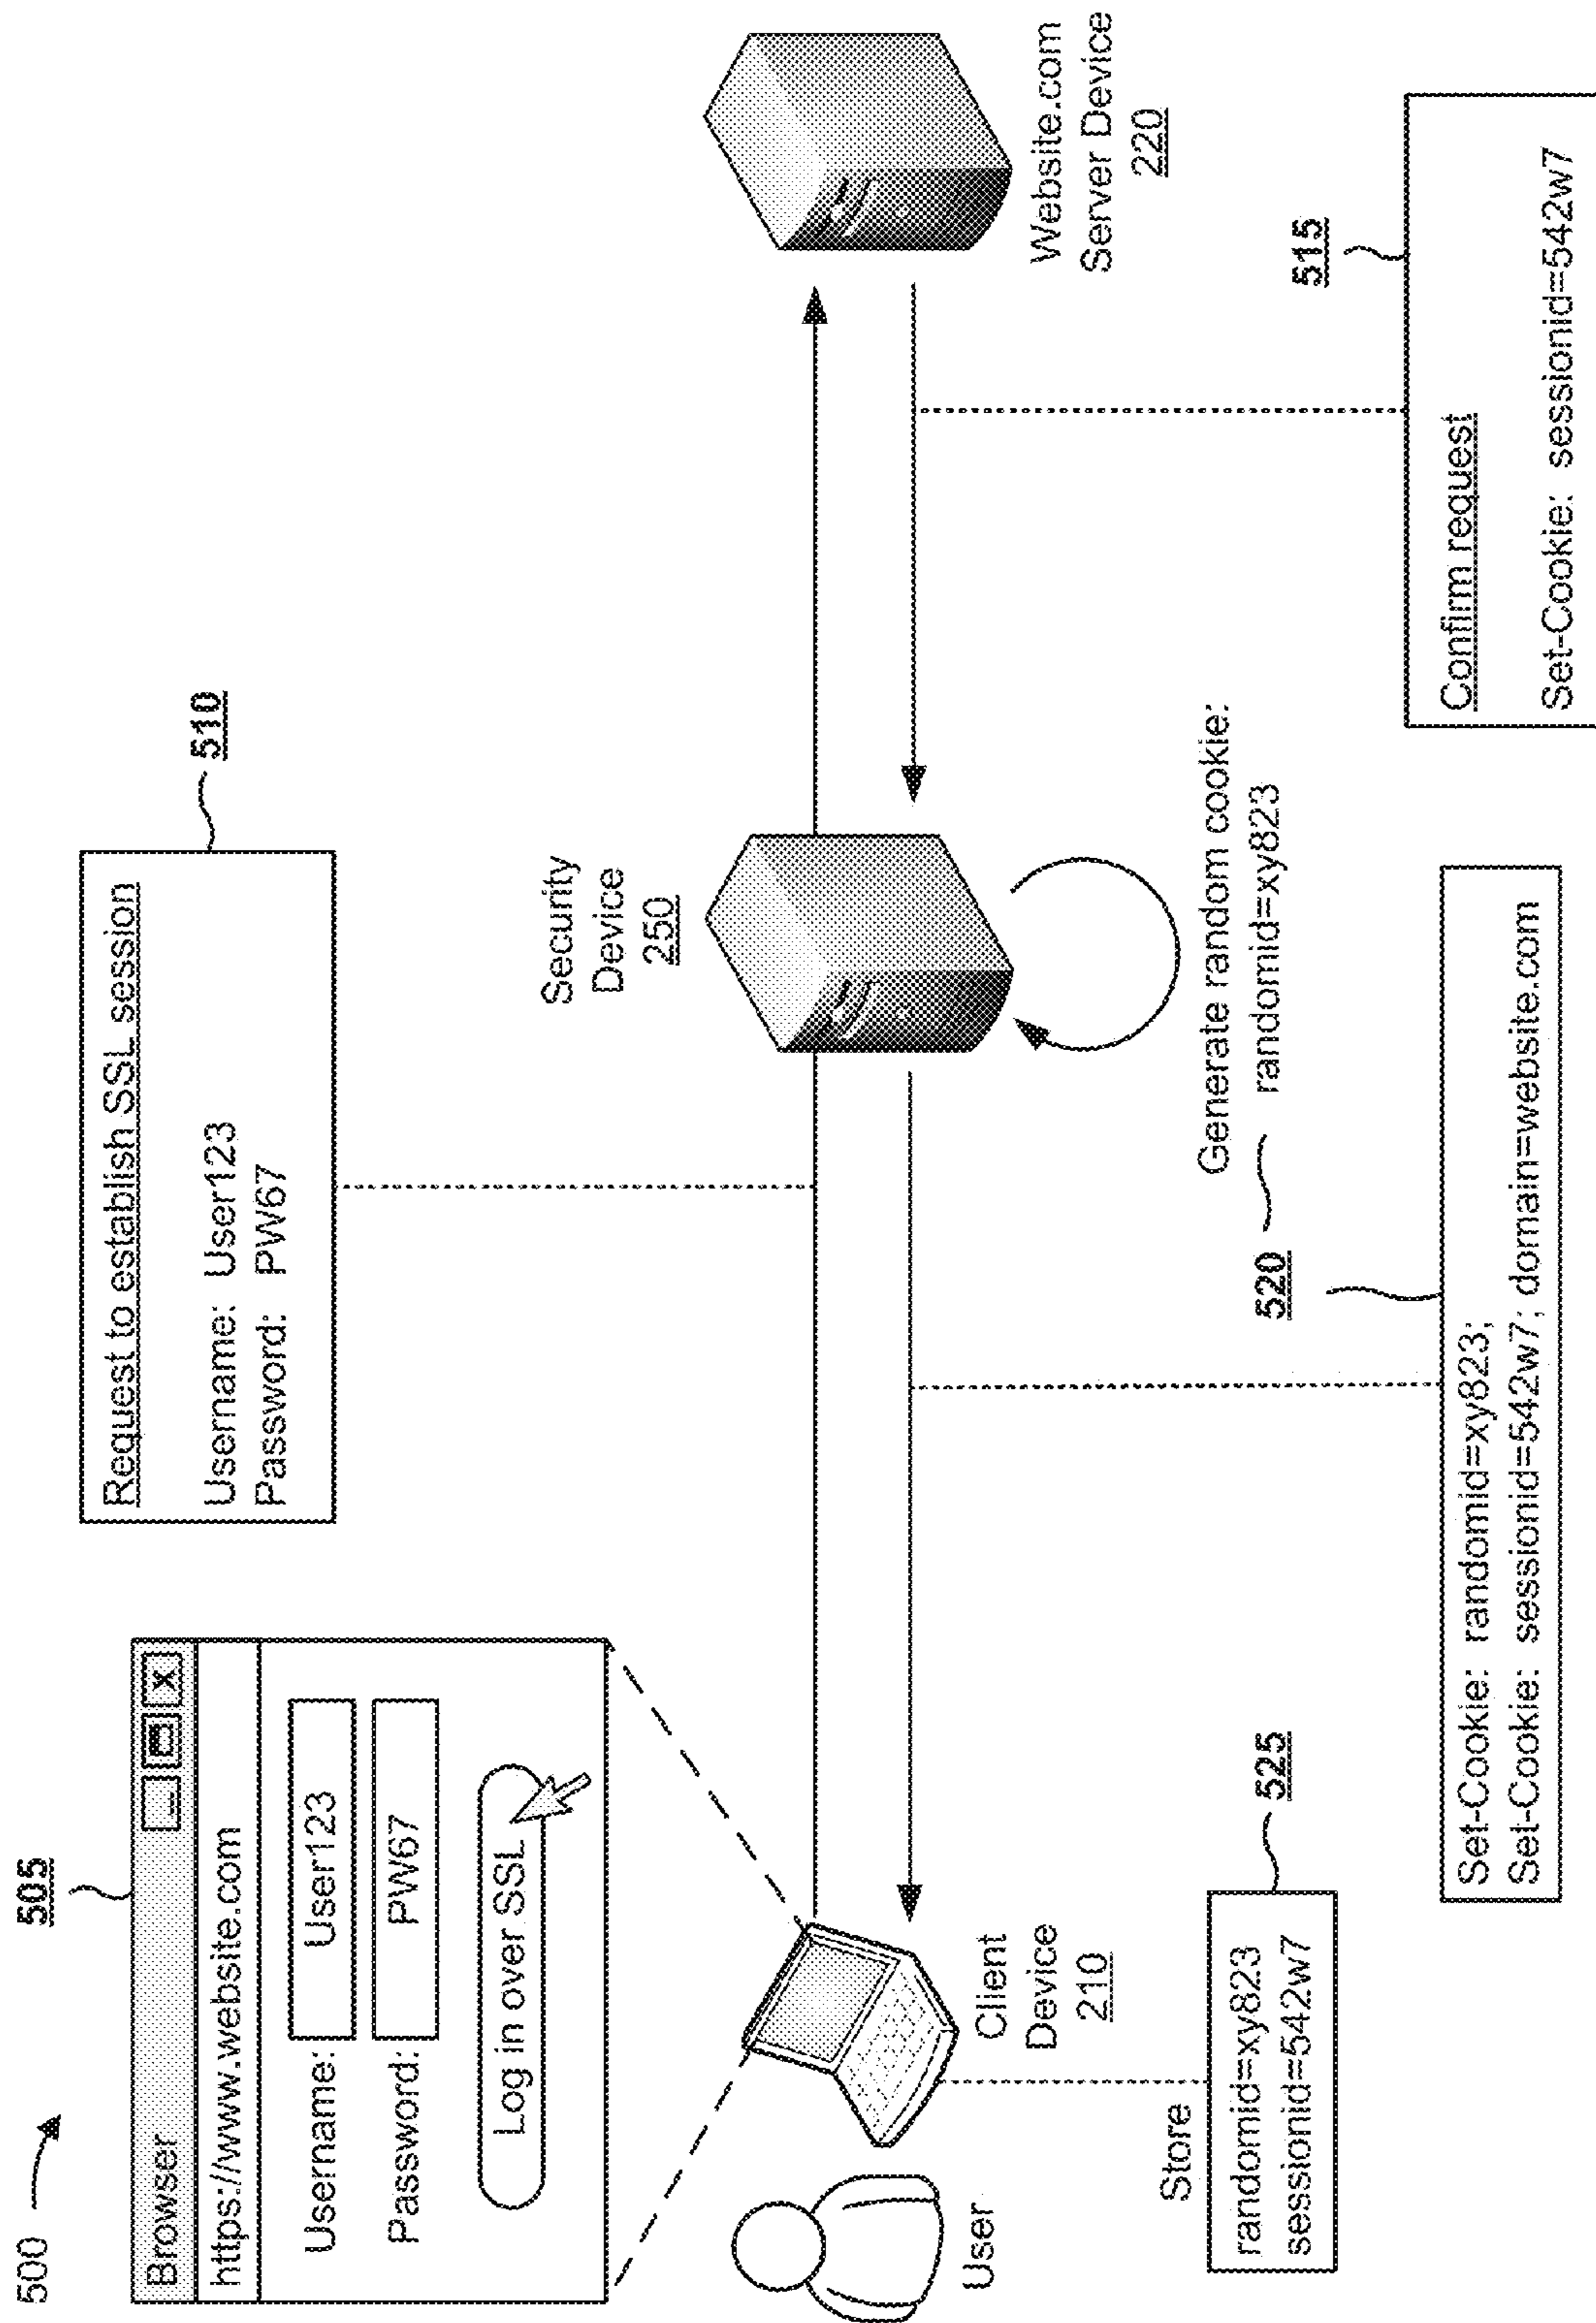 500
505
Browser
_ x
https://www.website.com
Username: User123
Password: PW67
Log in over SSL
510
Request to establish SSL session
Username: User123
Password: PW67
User
Client
Device
210
Security
Device
250
Website.com
Server Device
220
Generate random cookie:
randomid=xy823
520
515
Confirm request
Set-Cookie: sessionid=542w7
Set-Cookie: randomid=xy823;
Set-Cookie: sessionid=542w7; domain=website.com
Store
525
randomid=xy823
sessionid=542w7